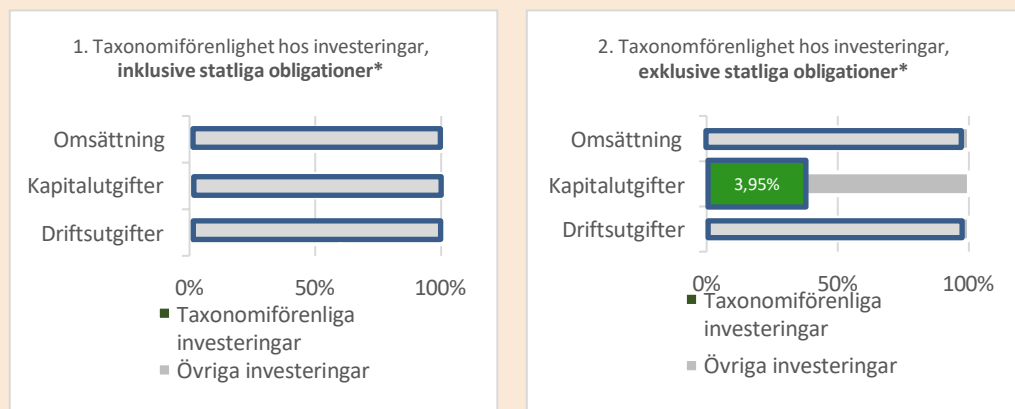 1. Taxonomiförenlighet hos investeringar,
inklusive statliga obligationer*
Omsättning
Kapitalutgifter
Driftsutgifter
0% 50% 100%
Taxonomiförenliga
investeringar
Övriga investeringar
2. Taxonomförenlighet hos investeringar,
exklusive statliga obligationer*
Omsättning
Kapitalutgifter
3,95%
Driftsutgifter
0% 50% 100%
Taxonomiförenliga
investeringar
Övriga investeringar